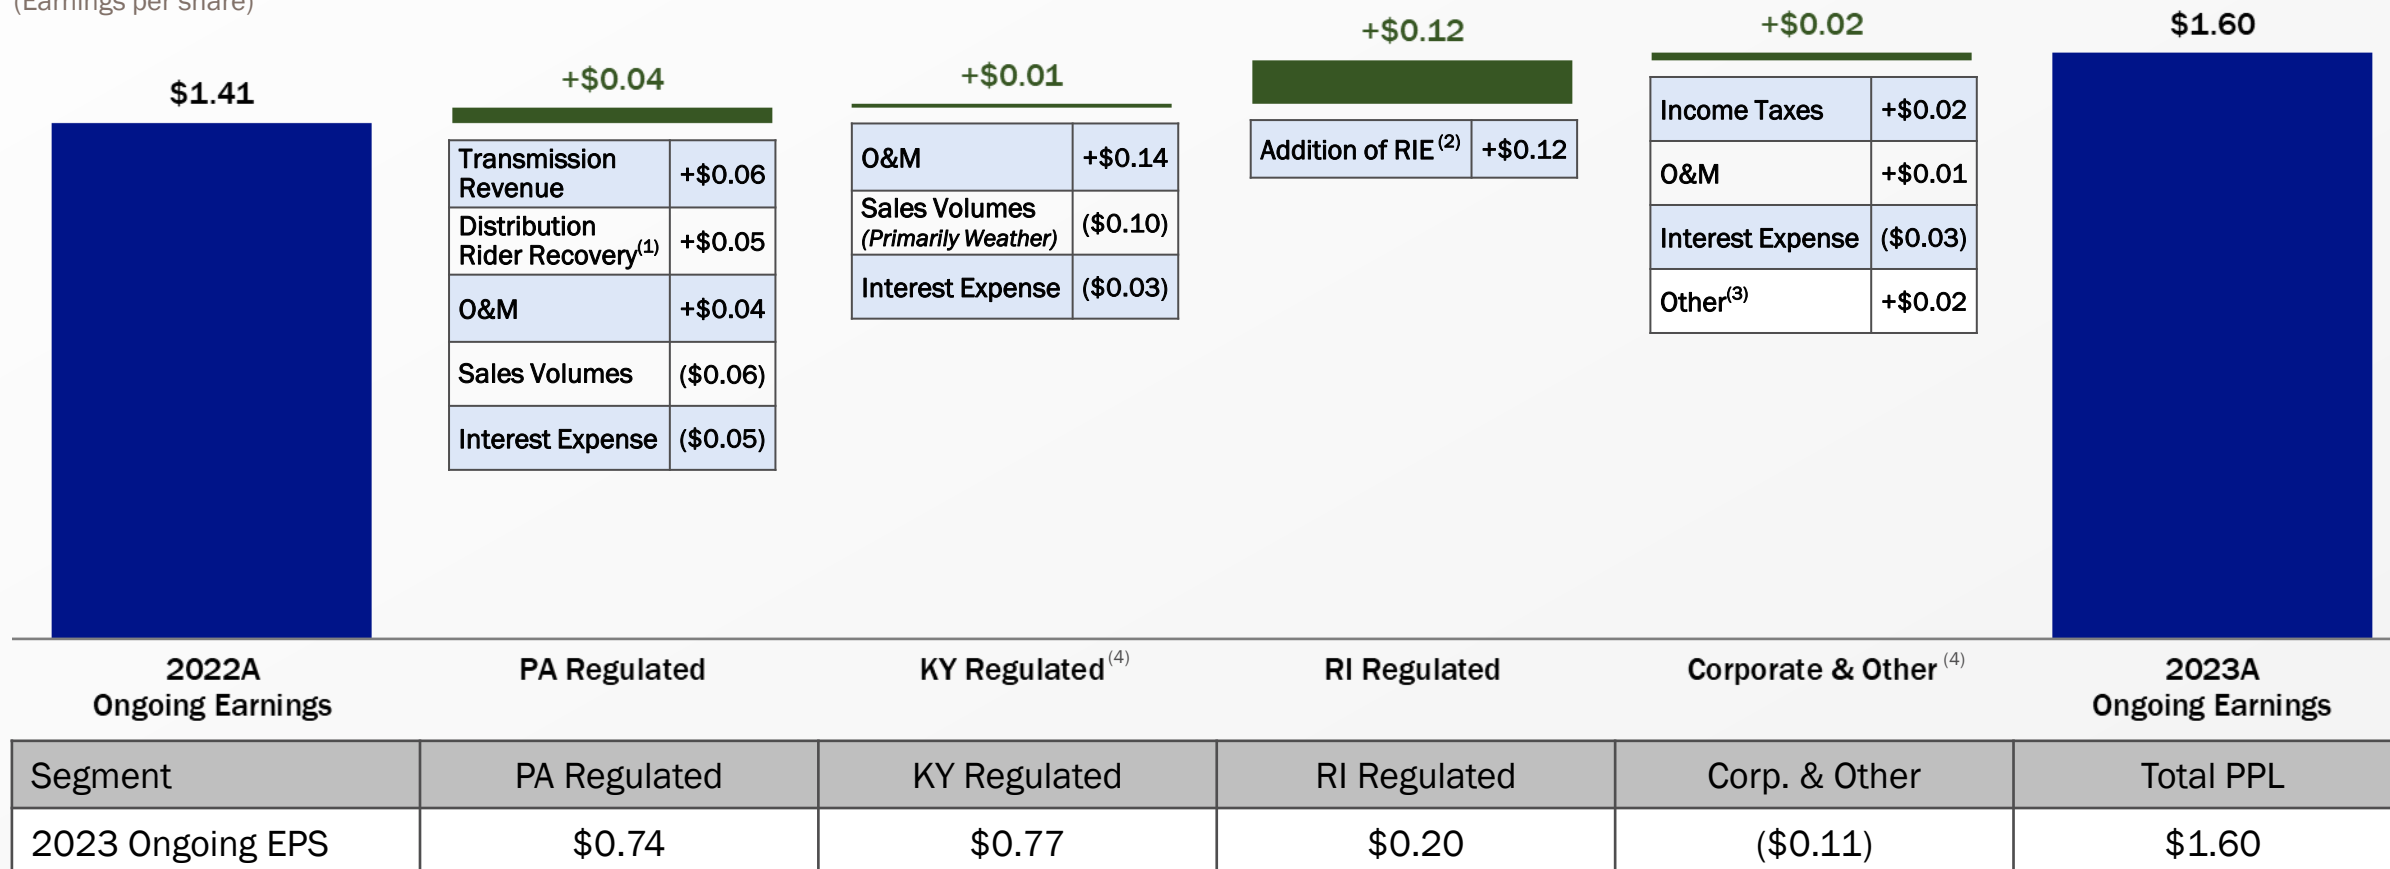 (Earnings per share)
$1.41
+$0.04
+$0.01
+$0.12
+$0.02
$1.60
Transmission
Revenue
+$0.06
Distribution
Rider Recovery(1)
+$0.05
O&M
+$0.04
Sales Volumes
($0.06)
Interest Expense
($0.05)
O&M
+$0.14
Sales Volumes
(Primarily Weather)
($0.10)
Interest Expense
($0.03)
Addition of RIE (2)
+$0.12
Income Taxes
+$0.02
O&M
+$0.01
Interest Expense
($0.03)
Other(3)
+$0.02
2022A
Ongoing Earnings
PA Regulated
KY Regulated (4)
RI Regulated
Corporate & Other (4)
2023A
Ongoing Earnings
Segment PA Regulated KY Regulated RI Regulated Corp. & Other Total PPL
2023 Ongoing EPS $0.74 $0.77 $0.20 ($0.11) $1.60